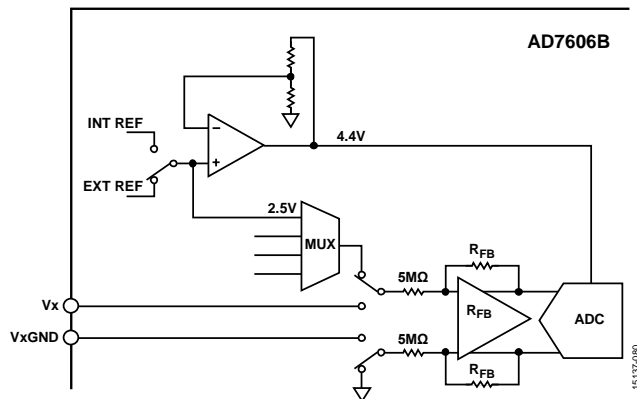 AD7606B
INT REF
4.4V
EXT REF
2.5V
MUX
RFB
5MΩ
Vx
RFB
ADC
VxGND
5MΩ
RFB
15137-080
−
+